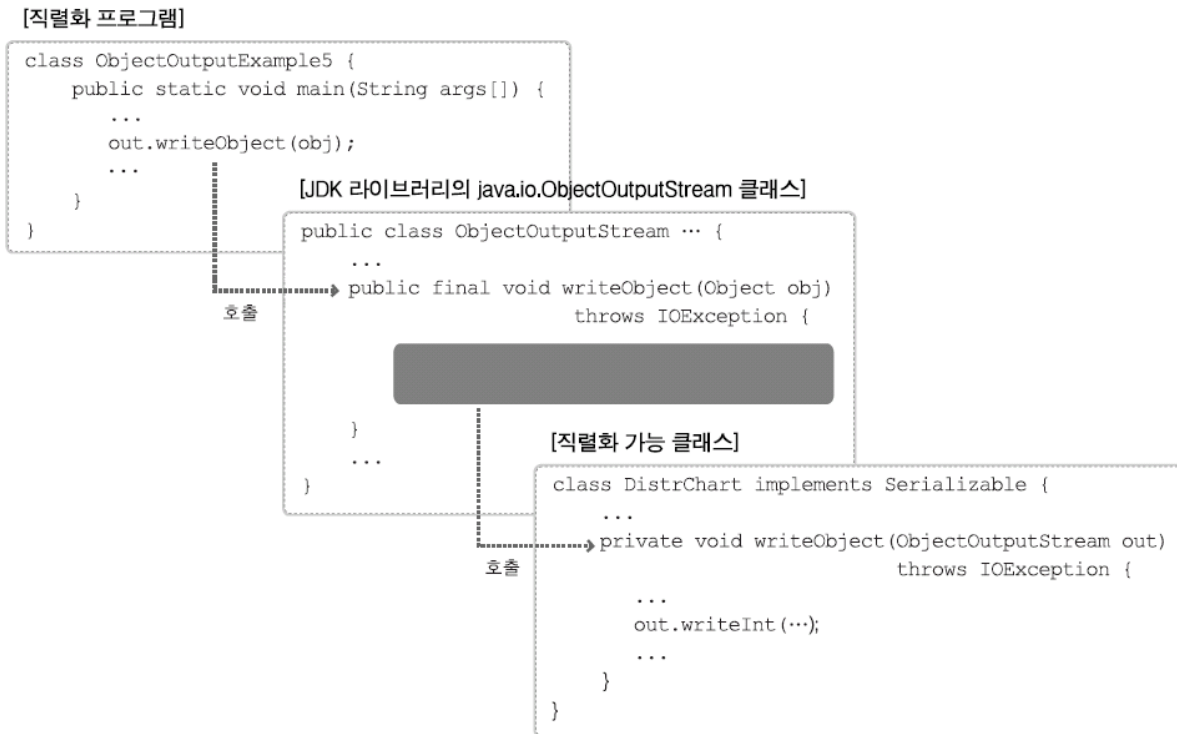 [직렬화 프로그램]
class ObjectOutputExample5 {
public static void main(String args[]) {
...
out.writeObject(obj);
...
}
}
호출
[JDK 라이브러리의 java.io.ObjectOutputStream 클래스]
public class ObjectOutputStream ··· {
...
public final void writeObject(Object obj)
throws IOException {
}
...
}
호출
[직렬화 가능 클래스]
class DistrChart implements Serializable {
...
private void writeObject(ObjectOutputStream out)
throws IOException {
...
out.writeInt(···);
...
}
}